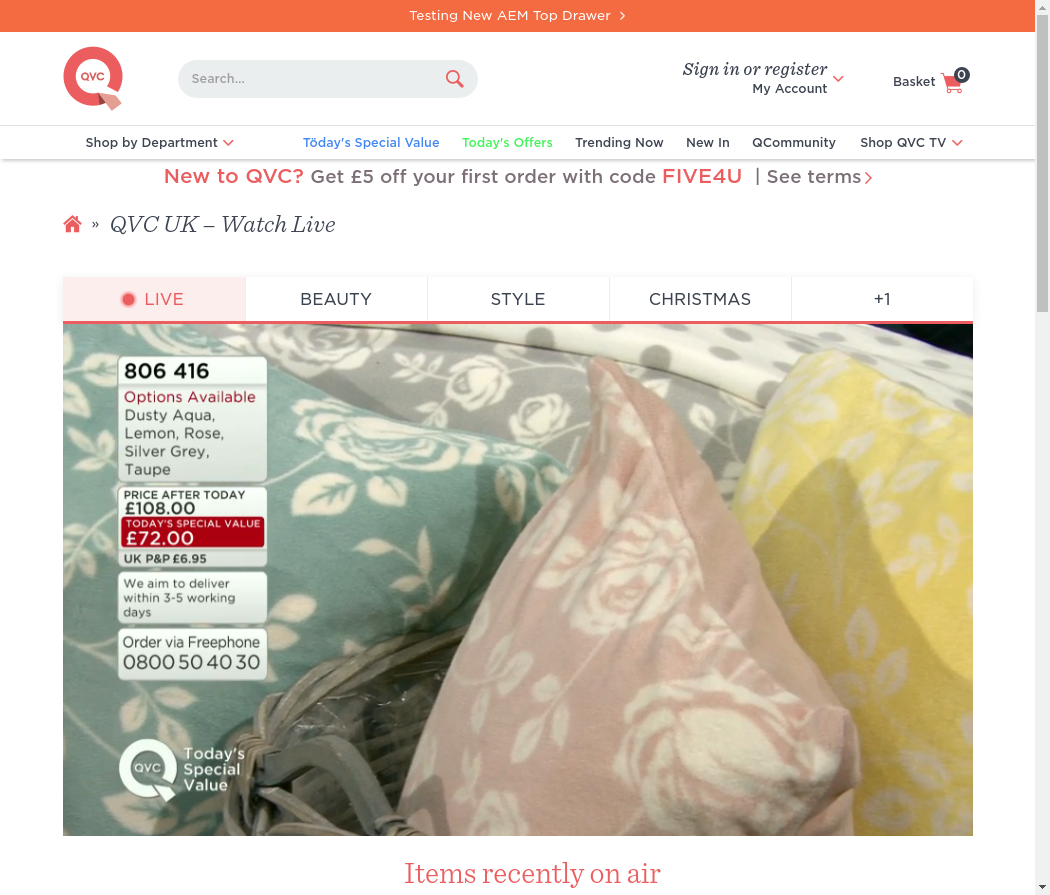 Testing New AEM Top Drawer
QVC
Search...
Sign in or register
My Account
Basket
0
Shop by Department
Töday's Special Value
Today's Offers
Trending Now
New In
QCommunity
Shop QVC TV
New to QVC? Get £5 off your first order with code FIVE4U | See terms
» QVC UK – Watch Live
LIVE
BEAUTY
STYLE
CHRISTMAS
+1
806 416
Options Available
Dusty Aqua,
Lemon, Rose,
Silver Grey,
Taupe
PRICE AFTER TODAY
£108.00
TODAY'S SPECIAL VALUE
£72.00
UK P&P £6.95
We aim to deliver
within 3-5 working
days
Order via Freephone
0800 50 40 30
QVC
Today's
Special
Value
Items recently on air